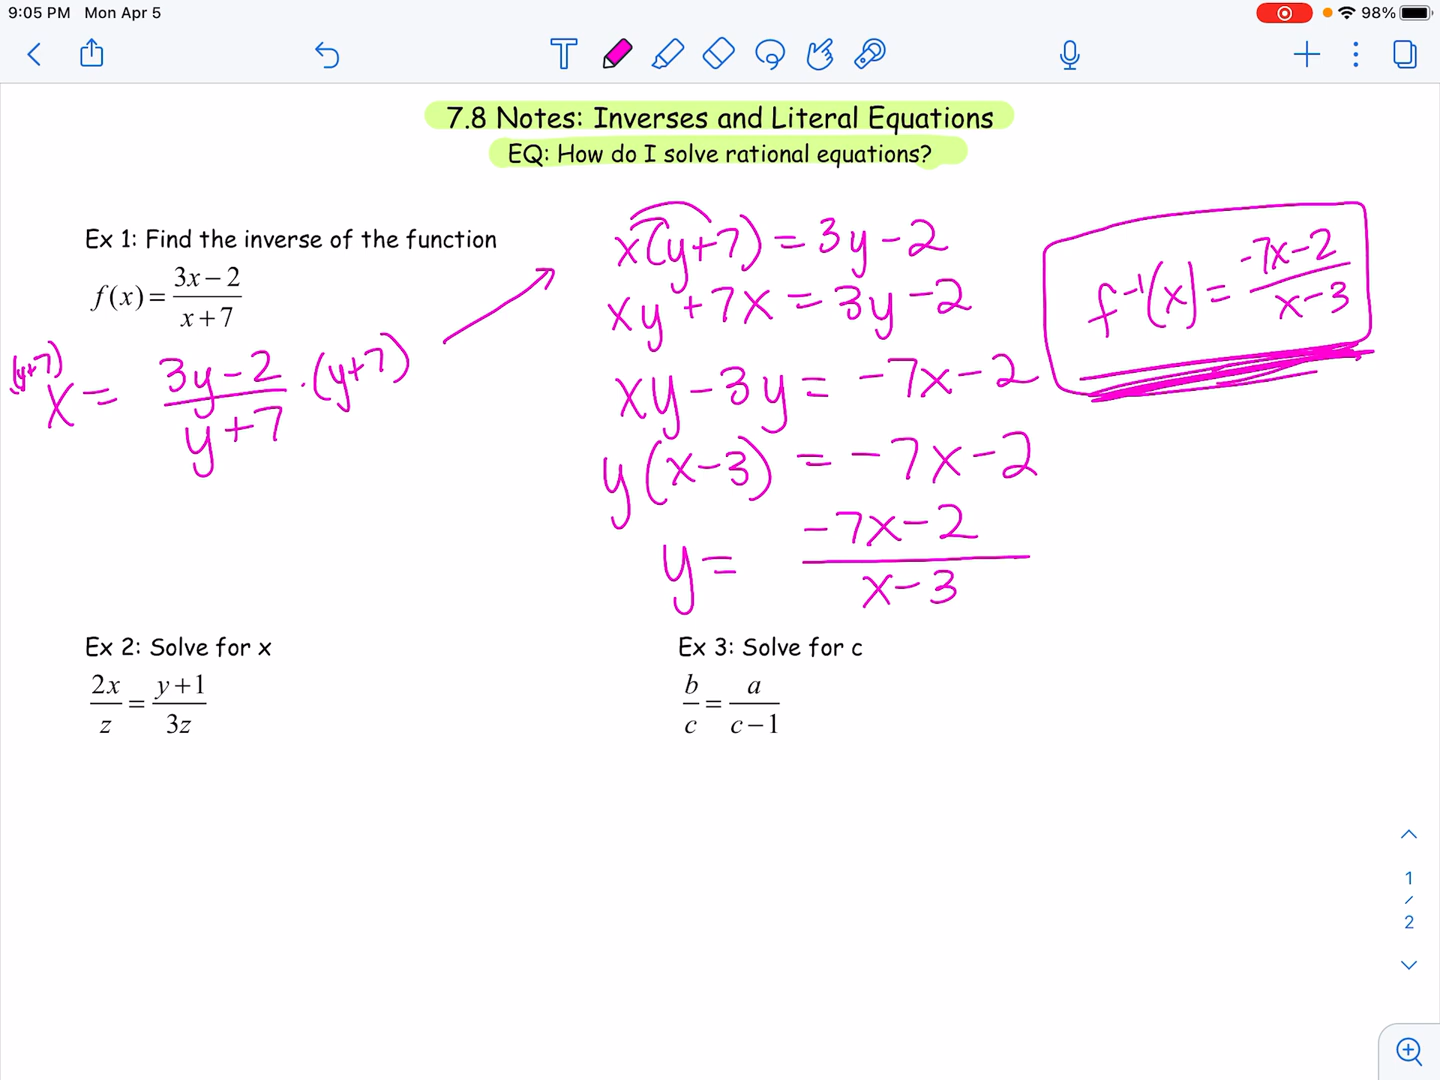 9:05 PM Mon Apr 5
98%
7.8 Notes: Inverses and Literal Equations
EQ: How do I solve rational equations?
Ex 1: Find the inverse of the function
f(x) = (3x − 2)/(x + 7)
(y+7) x = (3y−2)/(y+7) · (y+7)
x(y+7) = 3y−2
xy + 7x = 3y−2
xy − 3y = −7x−2
y(x−3) = −7x−2
y = (−7x−2)/(x−3)
f⁻¹(x) = (−7x−2)/(x−3)
Ex 2: Solve for x
2x/z = (y+1)/3z
Ex 3: Solve for c
b/c = a/(c−1)
1
/
2